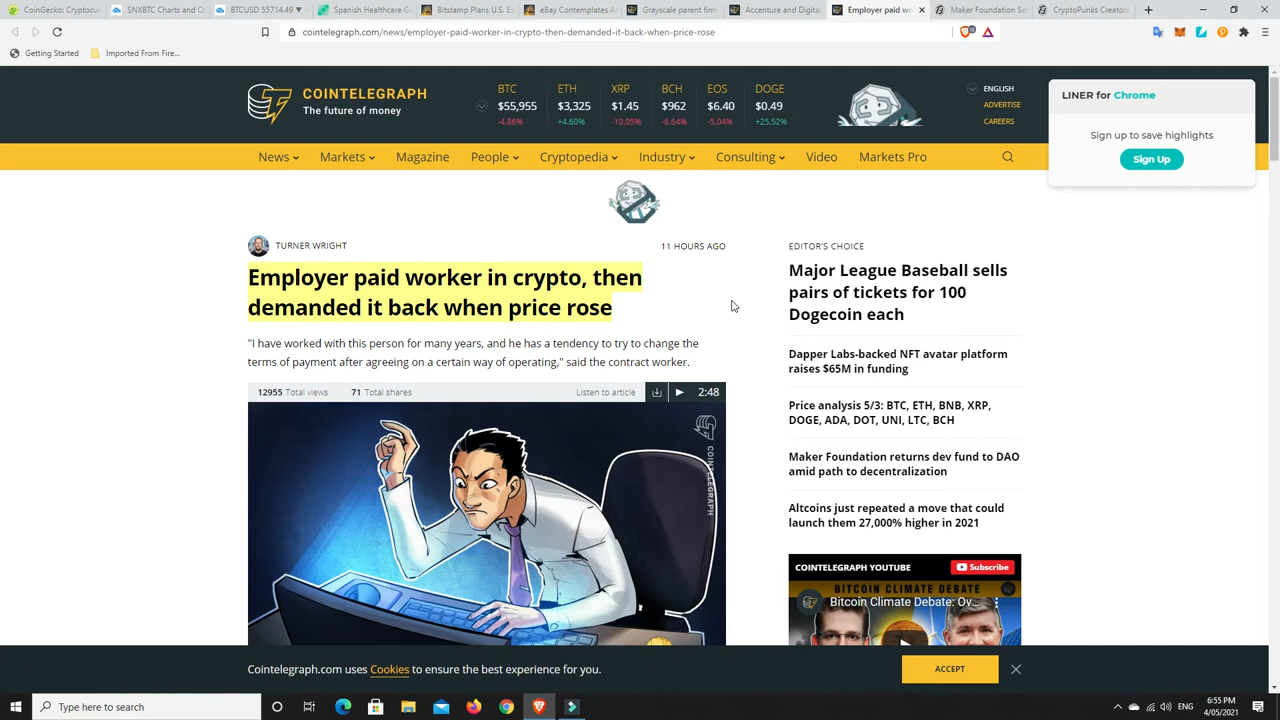 CoinGecko: Cryptocurr
SNXBTC Charts and Q
BTCUSD 55714.49 ▼
Spanish Healthcare G
Bitstamp Plans U.S. Ex
eBay Contemplates A
Grayscale parent firm
Accenture and Digital
Employer paid wo
Maker Foundation Se
CryptoPunks Creators
cointelegraph.com/news/employer-paid-worker-in-crypto-then-demanded-it-back-when-price-rose
Getting Started
Imported From Fire...
COINTELEGRAPH
The future of money
BTC ETH XRP BCH EOS DOGE
$55,955 $3,325 $1.45 $962 $6.40 $0.49
-4.86% +4.60% -10.05% -6.64% -5.04% +25.52%
ENGLISH
ADVERTISE
CAREERS
LINER for Chrome
Sign up to save highlights
Sign Up
News Markets Magazine People Cryptopedia Industry Consulting Video Markets Pro
TURNER WRIGHT
11 HOURS AGO
Employer paid worker in crypto, then
demanded it back when price rose
"I have worked with this person for many years, and he has a tendency to try to change the
terms of payment after agreeing on a certain way of operating," said the contract worker.
12955 Total views 71 Total shares Listen to article 2:48
COINTELEGRAPH
EDITOR'S CHOICE
Major League Baseball sells
pairs of tickets for 100
Dogecoin each
Dapper Labs-backed NFT avatar platform
raises $65M in funding
Price analysis 5/3: BTC, ETH, BNB, XRP,
DOGE, ADA, DOT, UNI, LTC, BCH
Maker Foundation returns dev fund to DAO
amid path to decentralization
Altcoins just repeated a move that could
launch them 27,000% higher in 2021
COINTELEGRAPH YOUTUBE
Subscribe
BITCOIN CLIMATE DEBATE
Bitcoin Climate Debate: Ov...
Cointelegraph.com uses Cookies to ensure the best experience for you.
ACCEPT
Type here to search
ENG
6:55 PM
4/05/2021